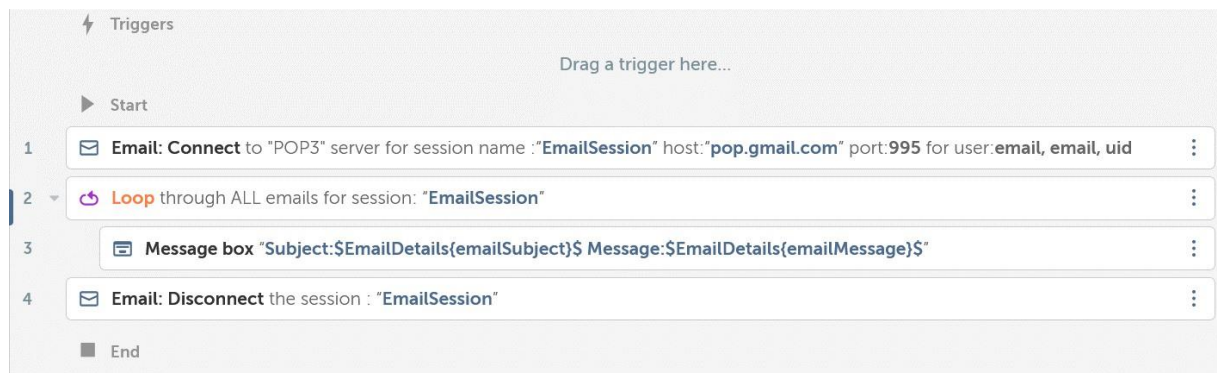 Triggers
Drag a trigger here...
Start
1 Email: Connect to "POP3" server for session name :"EmailSession" host:"pop.gmail.com" port:995 for user:email, email, uid
2 Loop through ALL emails for session: "EmailSession"
3 Message box "Subject:$EmailDetails{emailSubject}$ Message:$EmailDetails{emailMessage}$"
4 Email: Disconnect the session : "EmailSession"
End